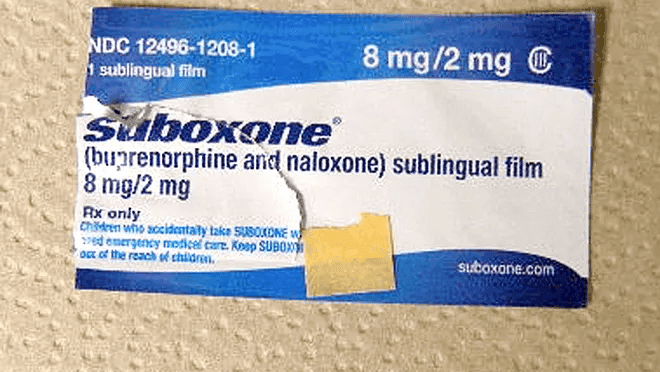 NDC 12496-1208-1
1 sublingual film
8 mg/2 mg CIII
suboxone®
(buprenorphine and naloxone) sublingual film
8 mg/2 mg
Rx only
Children who accidentally take SUBOXONE w
need emergency medical care. Keep SUBOXON
out of the reach of children.
suboxone.com